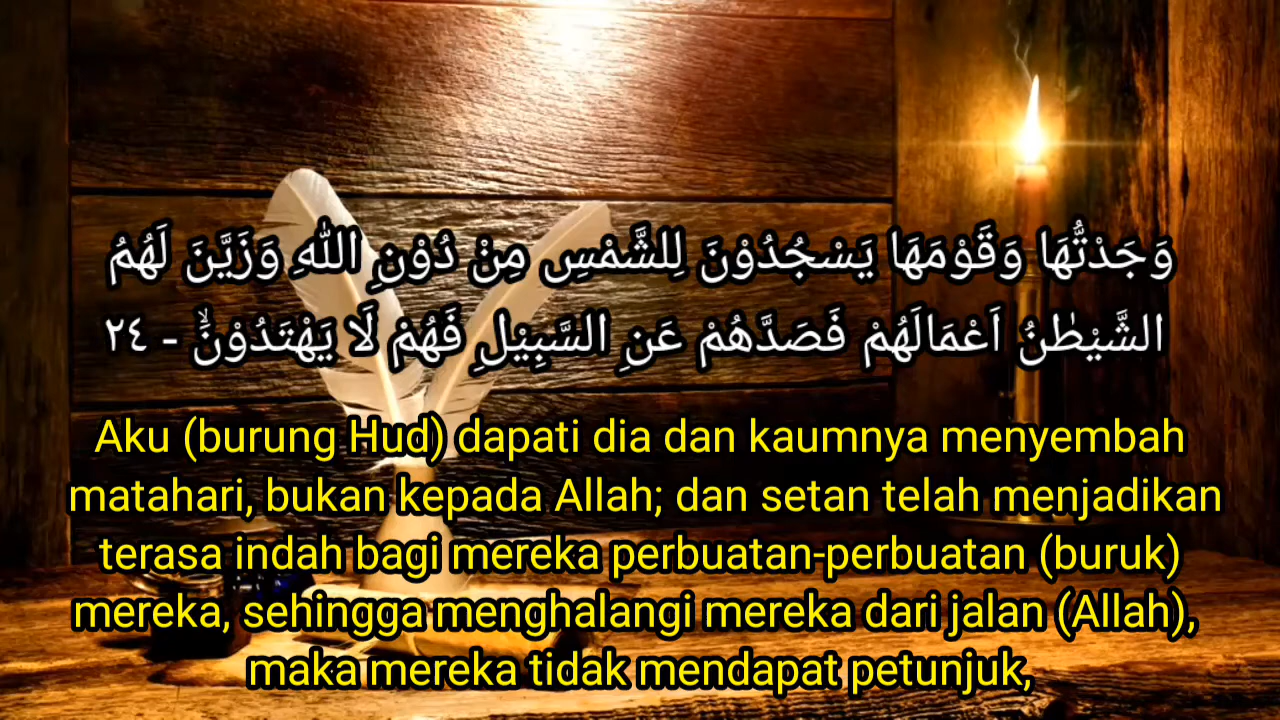 وَجَدْتُّهَا وَقَوْمَهَا يَسْجُدُوْنَ لِلشَّمْسِ مِنْ دُوْنِ اللّٰهِ وَزَيَّنَ لَهُمُ
الشَّيْطٰنُ اَعْمَالَهُمْ فَصَدَّهُمْ عَنِ السَّبِيْلِ فَهُمْ لَا يَهْتَدُوْنَۙ - ٢٤
Aku (burung Hud) dapati dia dan kaumnya menyembah
matahari, bukan kepada Allah; dan setan telah menjadikan
terasa indah bagi mereka perbuatan-perbuatan (buruk)
mereka, sehingga menghalangi mereka dari jalan (Allah),
maka mereka tidak mendapat petunjuk,